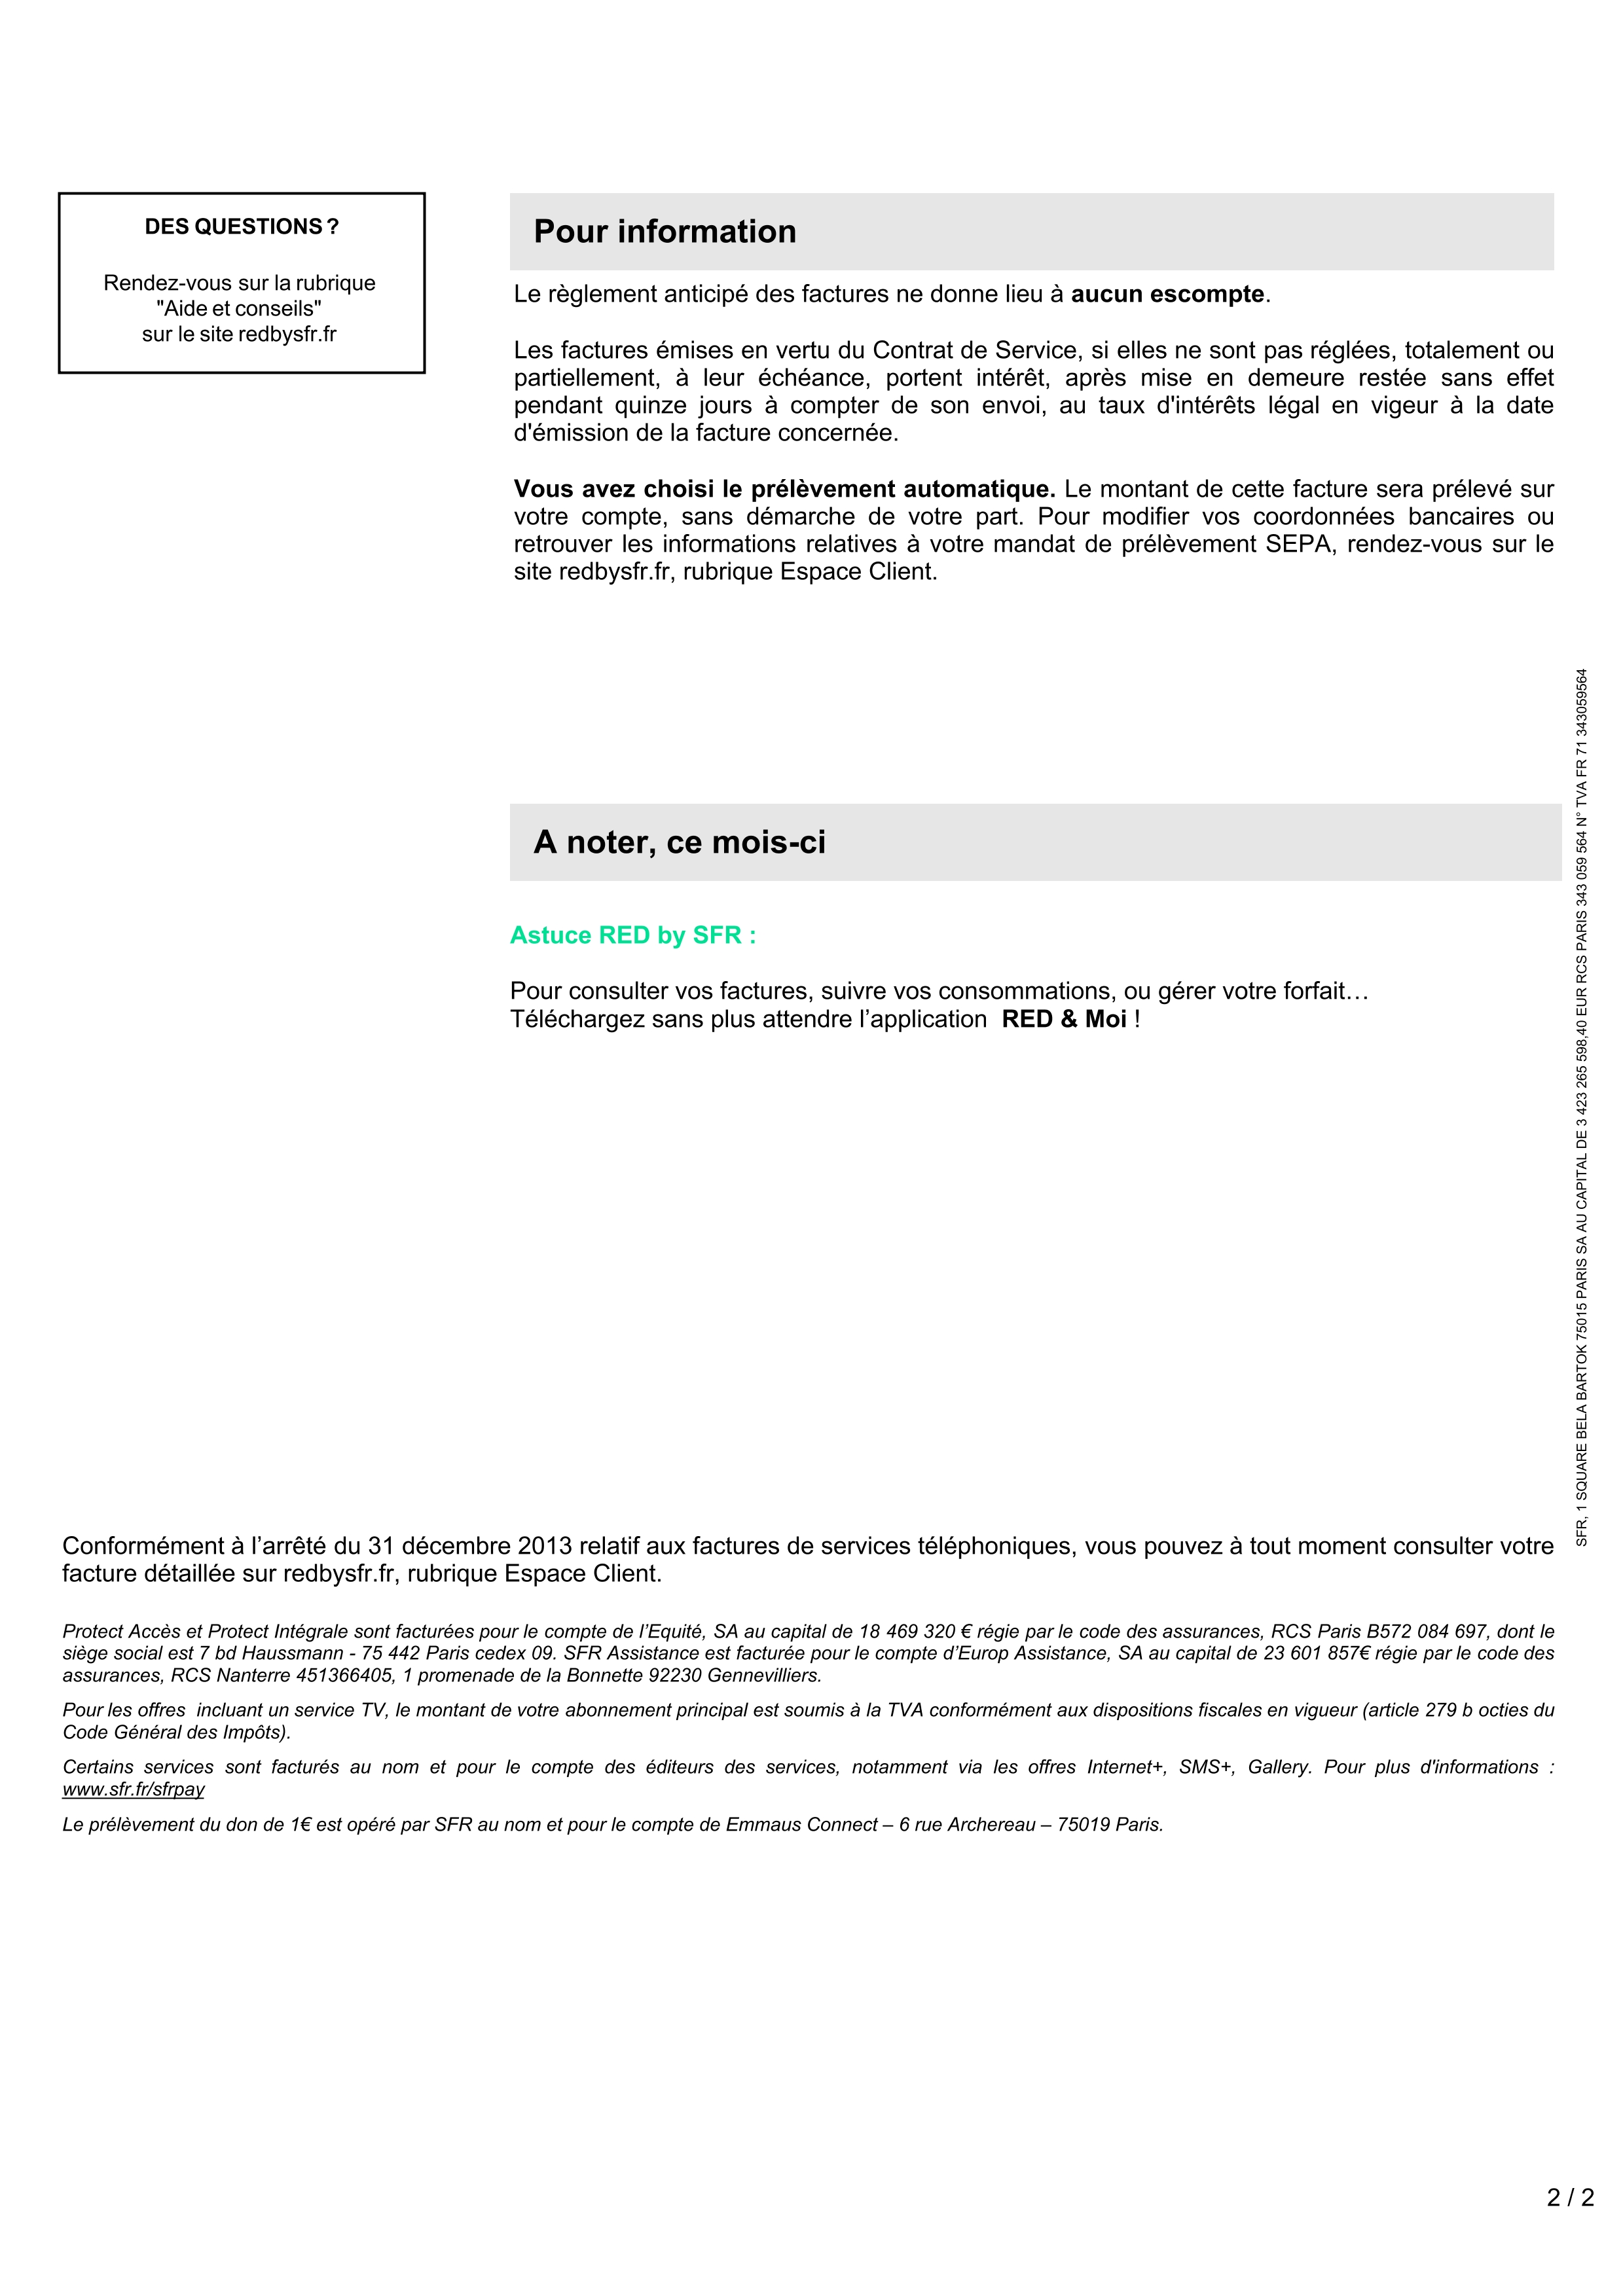 DES QUESTIONS ?
Rendez-vous sur la rubrique
"Aide et conseils"
sur le site redbysfr.fr
Pour information
Le règlement anticipé des factures ne donne lieu à aucun escompte.
Les factures émises en vertu du Contrat de Service, si elles ne sont pas réglées, totalement ou
partiellement, à leur échéance, portent intérêt, après mise en demeure restée sans effet
pendant quinze jours à compter de son envoi, au taux d'intérêts légal en vigeur à la date
d'émission de la facture concernée.
Vous avez choisi le prélèvement automatique. Le montant de cette facture sera prélevé sur
votre compte, sans démarche de votre part. Pour modifier vos coordonnées bancaires ou
retrouver les informations relatives à votre mandat de prélèvement SEPA, rendez-vous sur le
site redbysfr.fr, rubrique Espace Client.
A noter, ce mois-ci
Astuce RED by SFR :
Pour consulter vos factures, suivre vos consommations, ou gérer votre forfait…
Téléchargez sans plus attendre l’application RED & Moi !
SFR, 1 SQUARE BELA BARTOK 75015 PARIS SA AU CAPITAL DE 3 423 265 598,40 EUR RCS PARIS 343 059 564 N° TVA FR 71 343059564
Conformément à l’arrêté du 31 décembre 2013 relatif aux factures de services téléphoniques, vous pouvez à tout moment consulter votre
facture détaillée sur redbysfr.fr, rubrique Espace Client.
Protect Accès et Protect Intégrale sont facturées pour le compte de l’Equité, SA au capital de 18 469 320 € régie par le code des assurances, RCS Paris B572 084 697, dont le
siège social est 7 bd Haussmann - 75 442 Paris cedex 09. SFR Assistance est facturée pour le compte d’Europ Assistance, SA au capital de 23 601 857€ régie par le code des
assurances, RCS Nanterre 451366405, 1 promenade de la Bonnette 92230 Gennevilliers.
Pour les offres incluant un service TV, le montant de votre abonnement principal est soumis à la TVA conformément aux dispositions fiscales en vigueur (article 279 b octies du
Code Général des Impôts).
Certains services sont facturés au nom et pour le compte des éditeurs des services, notamment via les offres Internet+, SMS+, Gallery. Pour plus d'informations :
www.sfr.fr/sfrpay
Le prélèvement du don de 1€ est opéré par SFR au nom et pour le compte de Emmaus Connect – 6 rue Archereau – 75019 Paris.
2 / 2